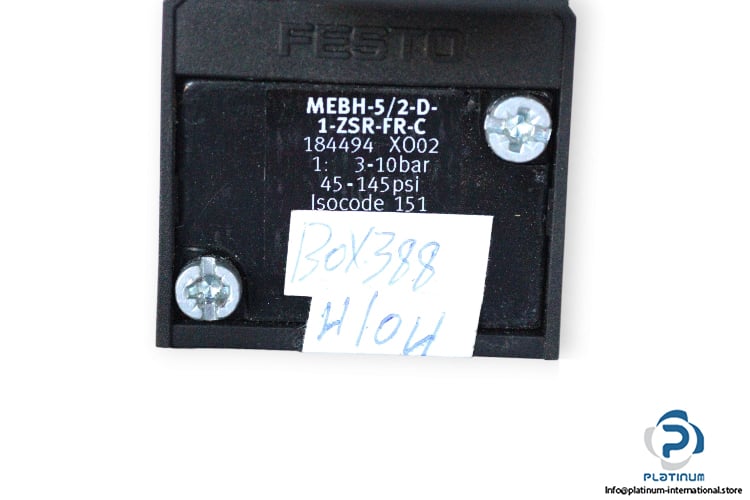 FESTO
MEBH-5/2-D-
1-ZSR-FR-C
184494 XO02
1: 3-10bar
45-145psi
Isocode 151
BOX388
H/OH
PLATINUM
Info@platinum-international.store